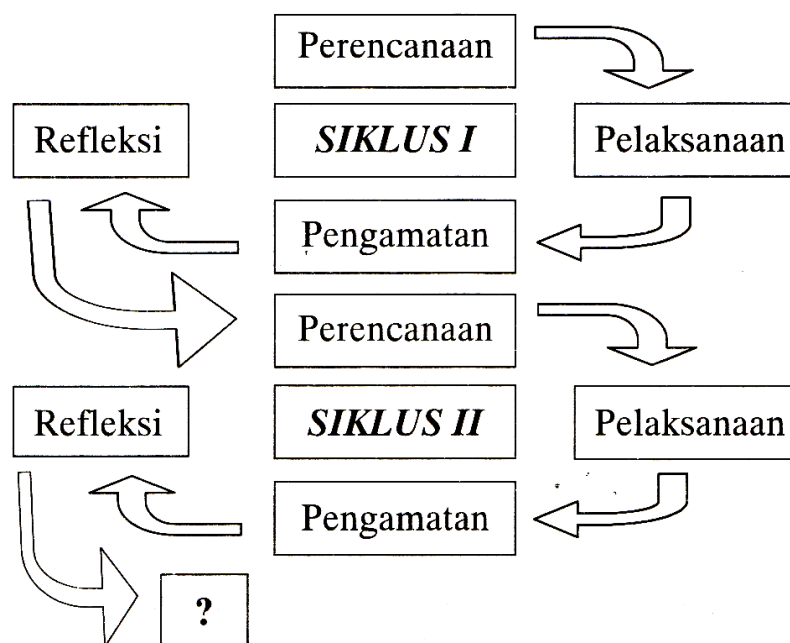 Perencanaan
Refleksi
SIKLUS I
Pelaksanaan
Pengamatan
Perencanaan
Refleksi
SIKLUS II
Pelaksanaan
Pengamatan
?